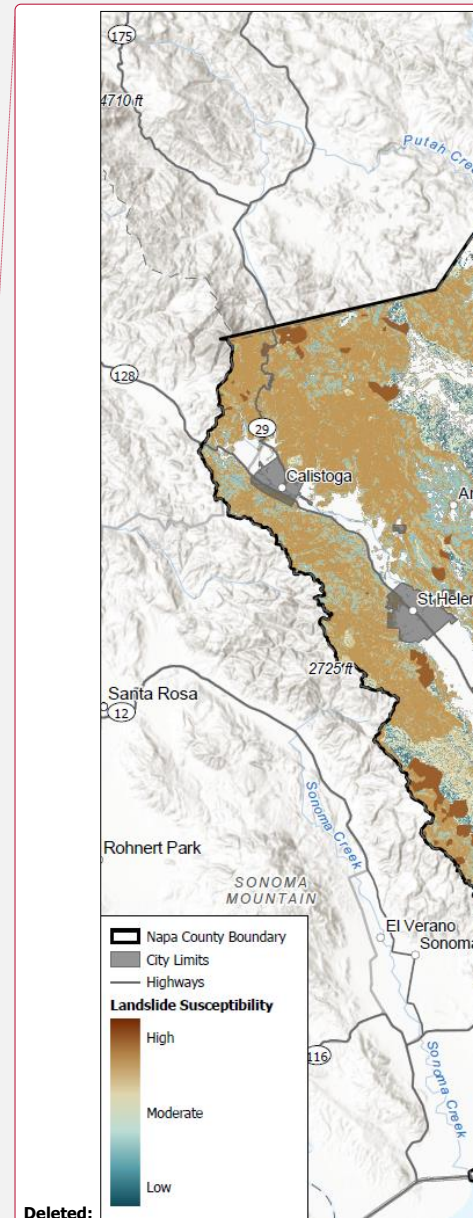 175
4710 ft
Putah Cree
128
29
Calistoga
An
St Helen
2725 ft
Santa Rosa
12
Sonoma Creek
Rohnert Park
SONOMA
MOUNTAIN
El Verano
Sonoma
Napa County Boundary
City Limits
Highways
Landslide Susceptibility
High
Moderate
Low
116
Sonoma Creek
Deleted: